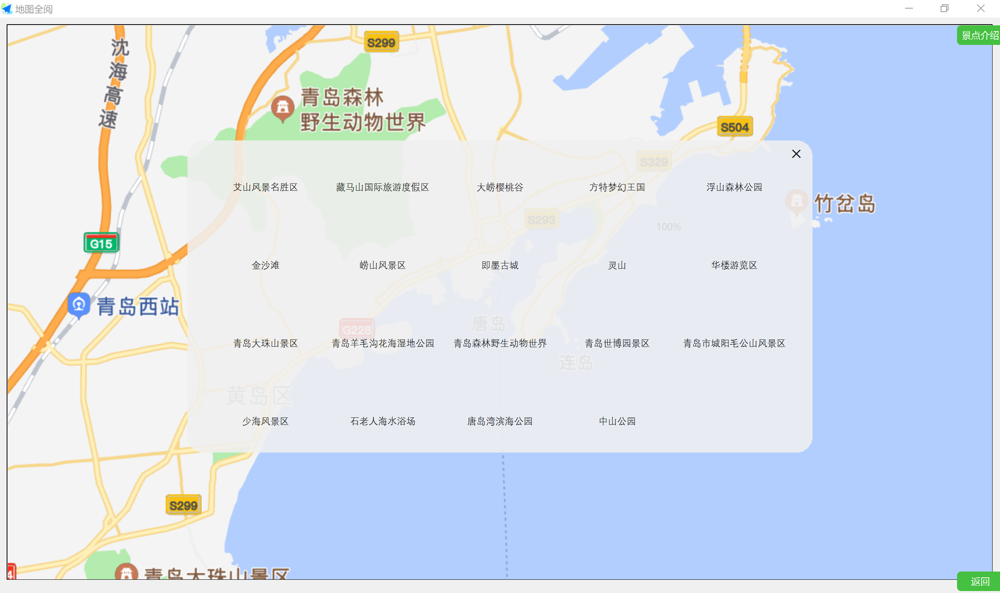 地图全阅
景点介绍
沈海高速
S299
青岛森林
野生动物世界
S504
S329
艾山风景名胜区
藏马山国际旅游度假区
大崂樱桃谷
方特梦幻王国
浮山森林公园
竹岔岛
S293
100%
G15
金沙滩
崂山风景区
即墨古城
灵山
华楼游览区
青岛西站
唐岛
G228
青岛大珠山景区
青岛羊毛沟花海湿地公园
青岛森林野生动物世界
青岛世博园景区
青岛市城阳毛公山风景区
连岛
黄岛区
少海风景区
石老人海水浴场
唐岛湾滨海公园
中山公园
S299
4
青岛大珠山景区
返回